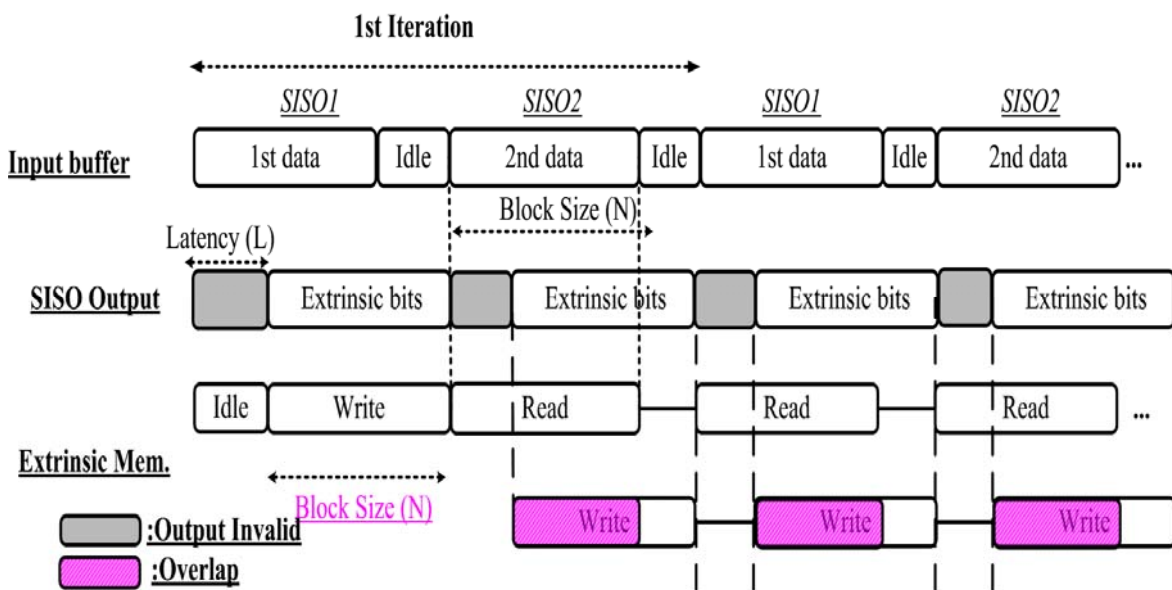 1st Iteration
SISO1 SISO2 SISO1 SISO2
Input buffer 1st data Idle 2nd data Idle 1st data Idle 2nd data ...
Block Size (N)
Latency (L)
SISO Output Extrinsic bits Extrinsic bits Extrinsic bits Extrinsic bits
Idle Write Read Read Read ...
Extrinsic Mem.
Block Size (N)
Write Write Write
:Output Invalid
:Overlap